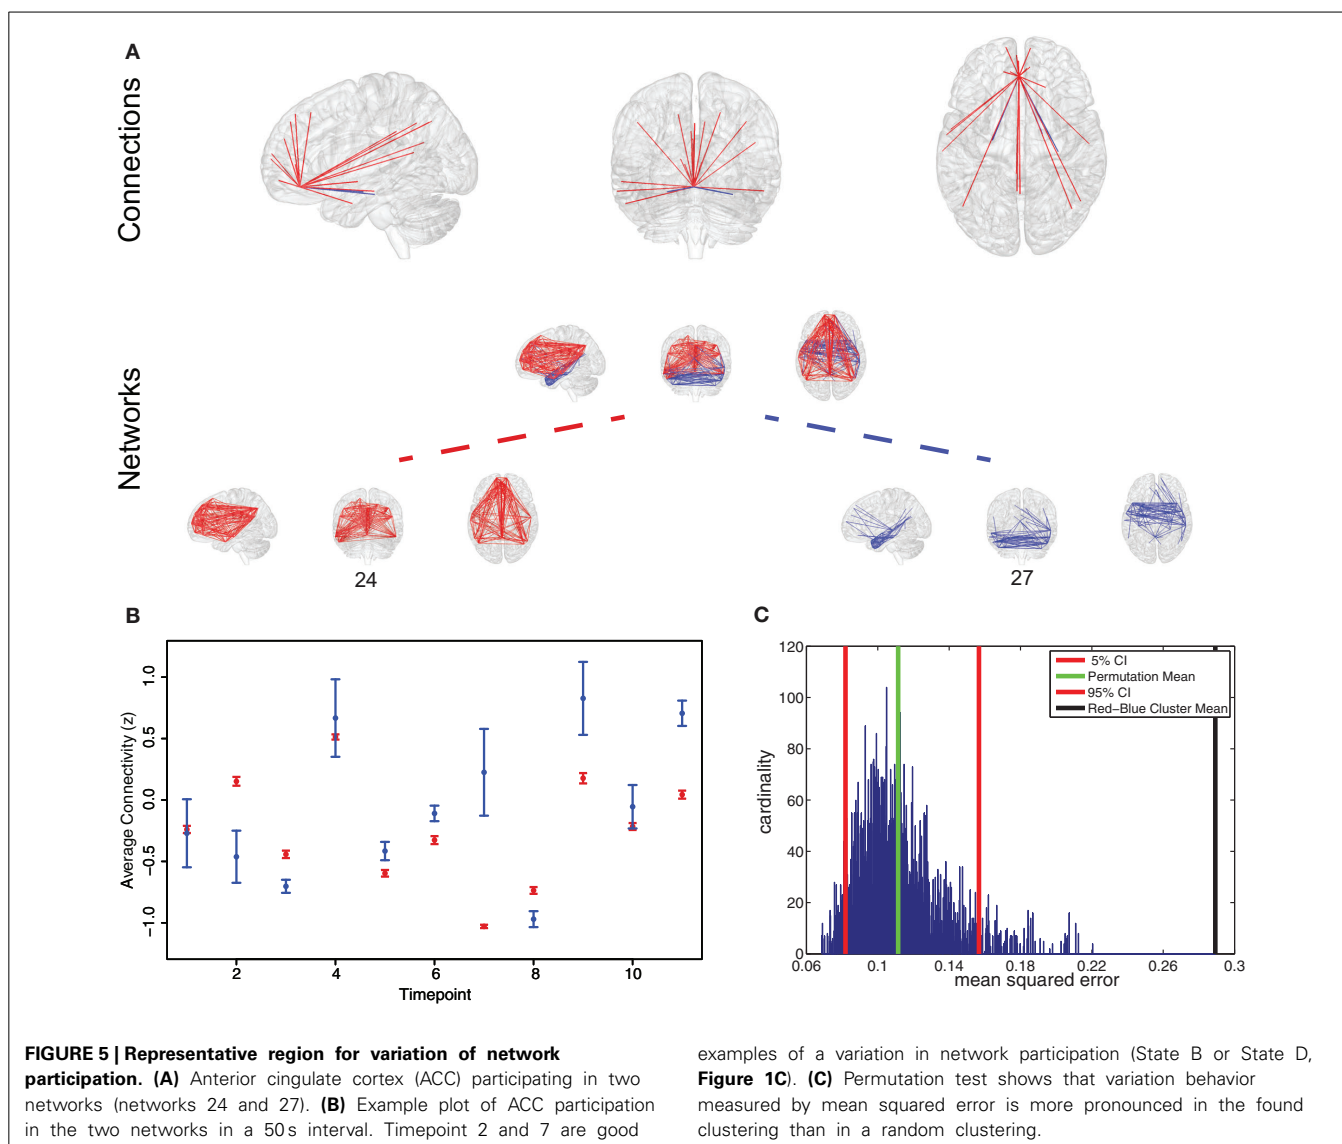 A
Connections
Networks
24
27
B
1.0
0.5
0.0
−0.5
−1.0
Average Connectivity (z)
2
4
6
8
10
Timepoint
C
120
100
80
60
40
20
0
cardinality
5% CI
Permutation Mean
95% CI
Red−Blue Cluster Mean
0.06
0.1
0.14
0.18
0.22
0.26
0.3
mean squared error
FIGURE 5 | Representative region for variation of network
participation. (A) Anterior cingulate cortex (ACC) participating in two
networks (networks 24 and 27). (B) Example plot of ACC participation
in the two networks in a 50 s interval. Timepoint 2 and 7 are good
examples of a variation in network participation (State B or State D,
Figure 1C). (C) Permutation test shows that variation behavior
measured by mean squared error is more pronounced in the found
clustering than in a random clustering.